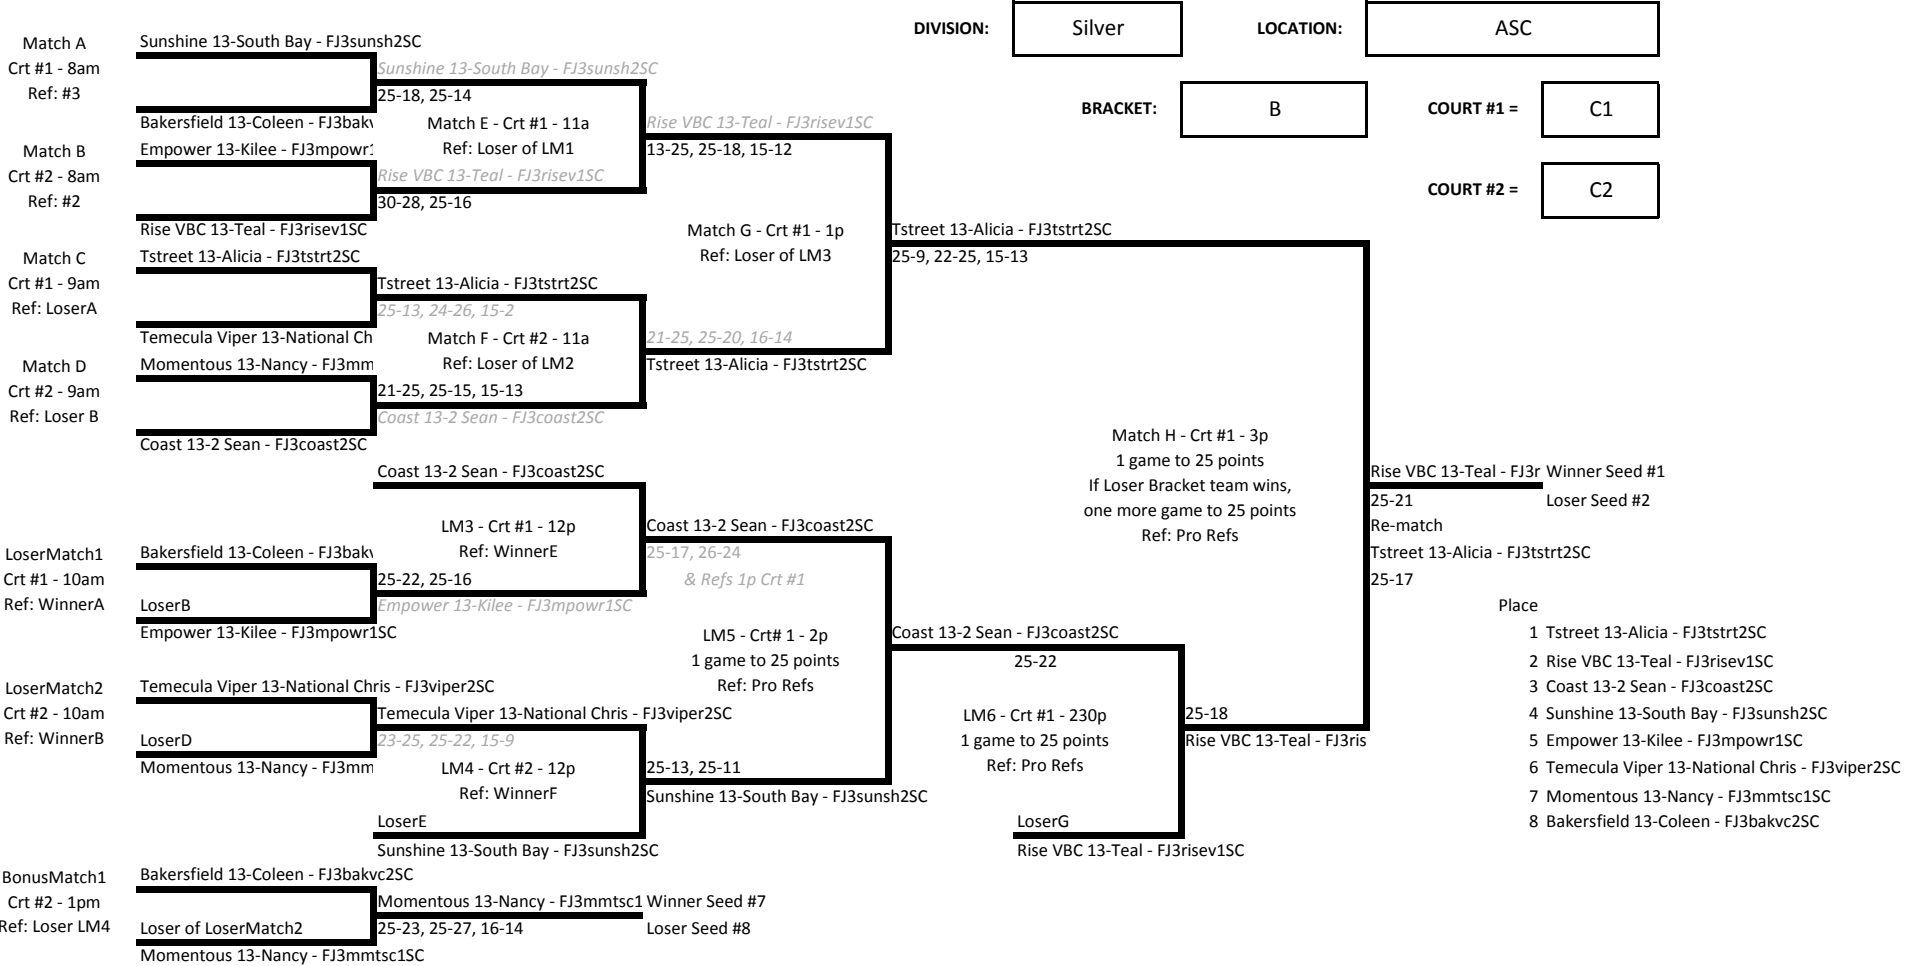 DIVISION: Silver LOCATION: ASC
BRACKET: B COURT #1 = C1
COURT #2 = C2
Match A
Crt #1 - 8am
Ref: #3
Sunshine 13-South Bay - FJ3sunsh2SC
Bakersfield 13-Coleen - FJ3bakv
Match B
Crt #2 - 8am
Ref: #2
Empower 13-Kilee - FJ3mpowr1
Rise VBC 13-Teal - FJ3risev1SC
Match C
Crt #1 - 9am
Ref: LoserA
Tstreet 13-Alicia - FJ3tstrt2SC
Temecula Viper 13-National Ch
Match D
Crt #2 - 9am
Ref: Loser B
Momentous 13-Nancy - FJ3mm
Coast 13-2 Sean - FJ3coast2SC
Sunshine 13-South Bay - FJ3sunsh2SC
25-18, 25-14
Match E - Crt #1 - 11a
Ref: Loser of LM1
Rise VBC 13-Teal - FJ3risev1SC
30-28, 25-16
Tstreet 13-Alicia - FJ3tstrt2SC
25-13, 24-26, 15-2
Match F - Crt #2 - 11a
Ref: Loser of LM2
21-25, 25-15, 15-13
Coast 13-2 Sean - FJ3coast2SC
Rise VBC 13-Teal - FJ3risev1SC
13-25, 25-18, 15-12
Match G - Crt #1 - 1p
Ref: Loser of LM3
21-25, 25-20, 16-14
Tstreet 13-Alicia - FJ3tstrt2SC
Tstreet 13-Alicia - FJ3tstrt2SC
25-9, 22-25, 15-13
Match H - Crt #1 - 3p
1 game to 25 points
If Loser Bracket team wins,
one more game to 25 points
Ref: Pro Refs
Rise VBC 13-Teal - FJ3r Winner Seed #1
25-21 Loser Seed #2
Re-match
Tstreet 13-Alicia - FJ3tstrt2SC
25-17
LoserMatch1
Crt #1 - 10am
Ref: WinnerA
Bakersfield 13-Coleen - FJ3bakv
LoserB
Empower 13-Kilee - FJ3mpowr1SC
Coast 13-2 Sean - FJ3coast2SC
LM3 - Crt #1 - 12p
Ref: WinnerE
25-22, 25-16
Empower 13-Kilee - FJ3mpowr1SC
Coast 13-2 Sean - FJ3coast2SC
25-17, 26-24
& Refs 1p Crt #1
LoserMatch2
Crt #2 - 10am
Ref: WinnerB
Temecula Viper 13-National Chris - FJ3viper2SC
LoserD
Momentous 13-Nancy - FJ3mm
Temecula Viper 13-National Chris - FJ3viper2SC
23-25, 25-22, 15-9
LM4 - Crt #2 - 12p
Ref: WinnerF
LoserE
Sunshine 13-South Bay - FJ3sunsh2SC
LM5 - Crt# 1 - 2p
1 game to 25 points
Ref: Pro Refs
25-13, 25-11
Sunshine 13-South Bay - FJ3sunsh2SC
Coast 13-2 Sean - FJ3coast2SC
25-22
LM6 - Crt #1 - 230p
1 game to 25 points
Ref: Pro Refs
LoserG
Rise VBC 13-Teal - FJ3risev1SC
25-18
Rise VBC 13-Teal - FJ3ris
BonusMatch1
Crt #2 - 1pm
Ref: Loser LM4
Bakersfield 13-Coleen - FJ3bakvc2SC
Loser of LoserMatch2
Momentous 13-Nancy - FJ3mmtsc1SC
Momentous 13-Nancy - FJ3mmtsc1 Winner Seed #7
25-23, 25-27, 16-14 Loser Seed #8
Place
1 Tstreet 13-Alicia - FJ3tstrt2SC
2 Rise VBC 13-Teal - FJ3risev1SC
3 Coast 13-2 Sean - FJ3coast2SC
4 Sunshine 13-South Bay - FJ3sunsh2SC
5 Empower 13-Kilee - FJ3mpowr1SC
6 Temecula Viper 13-National Chris - FJ3viper2SC
7 Momentous 13-Nancy - FJ3mmtsc1SC
8 Bakersfield 13-Coleen - FJ3bakvc2SC